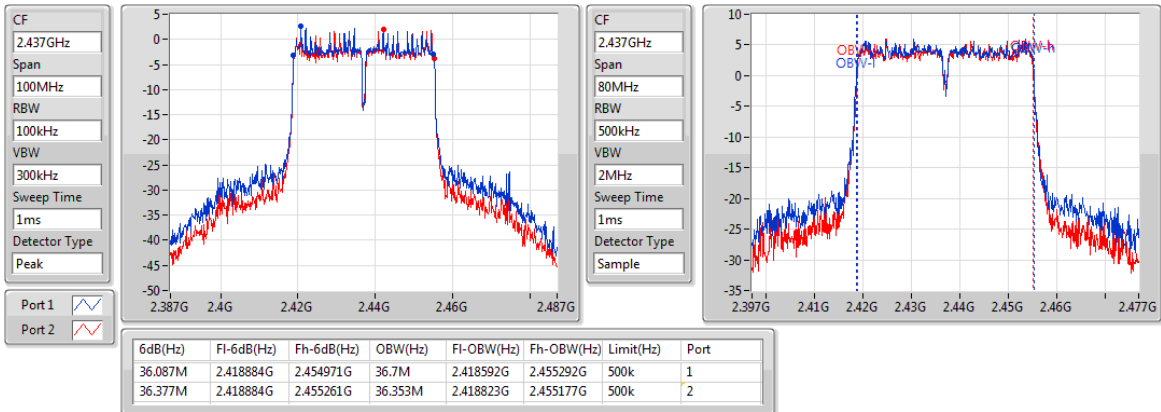 CF
2.437GHz
Span
100MHz
RBW
100kHz
VBW
300kHz
Sweep Time
1ms
Detector Type
Peak
Port 1
Port 2
5
0
-5
-10
-15
-20
-25
-30
-35
-40
-45
-50
2.387G 2.4G 2.42G 2.44G 2.46G 2.487G
CF
2.437GHz
Span
80MHz
RBW
500kHz
VBW
2MHz
Sweep Time
1ms
Detector Type
Sample
10
5
0
-5
-10
-15
-20
-25
-30
-35
OBW-l
2.397G 2.41G 2.42G 2.43G 2.44G 2.45G 2.46G 2.477G
6dB(Hz) Fl-6dB(Hz) Fh-6dB(Hz) OBW(Hz) Fl-OBW(Hz) Fh-OBW(Hz) Limit(Hz) Port
36.087M 2.418884G 2.454971G 36.7M 2.418592G 2.455292G 500k 1
36.377M 2.418884G 2.455261G 36.353M 2.418823G 2.455177G 500k 2